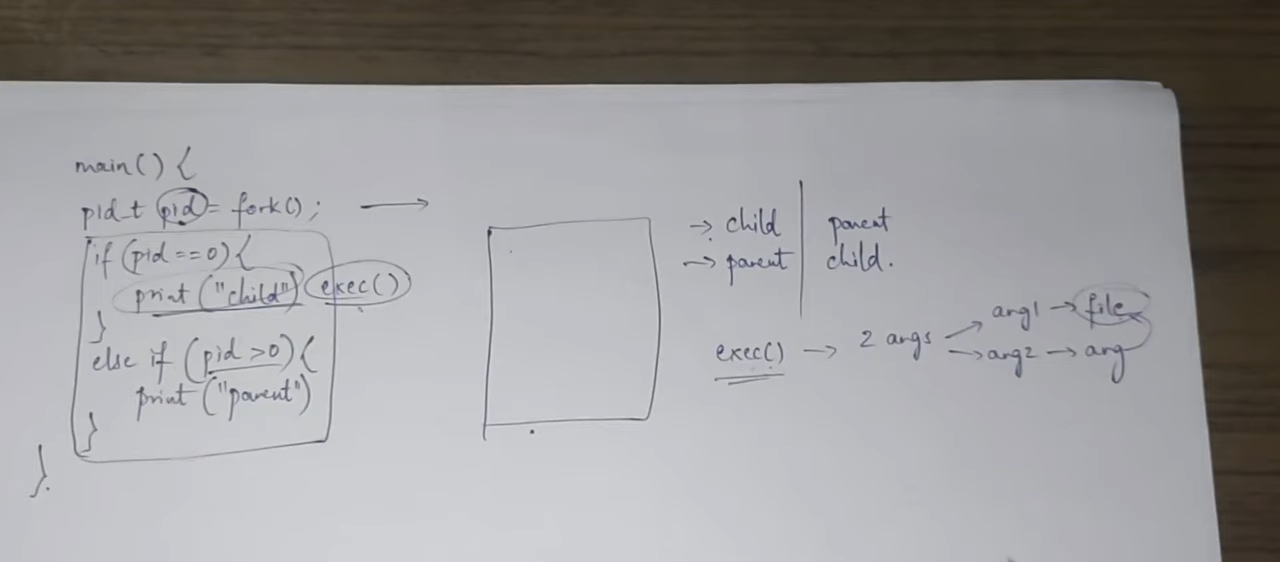 main() {
pid_t pid = fork();
if (pid == 0) {
print ("child") exec()
}
else if (pid > 0) {
print ("parent")
}
}.
→
→ child | parent
→ parent | child.
exec() → 2 args
→ arg1 → file
→ arg2 → arg